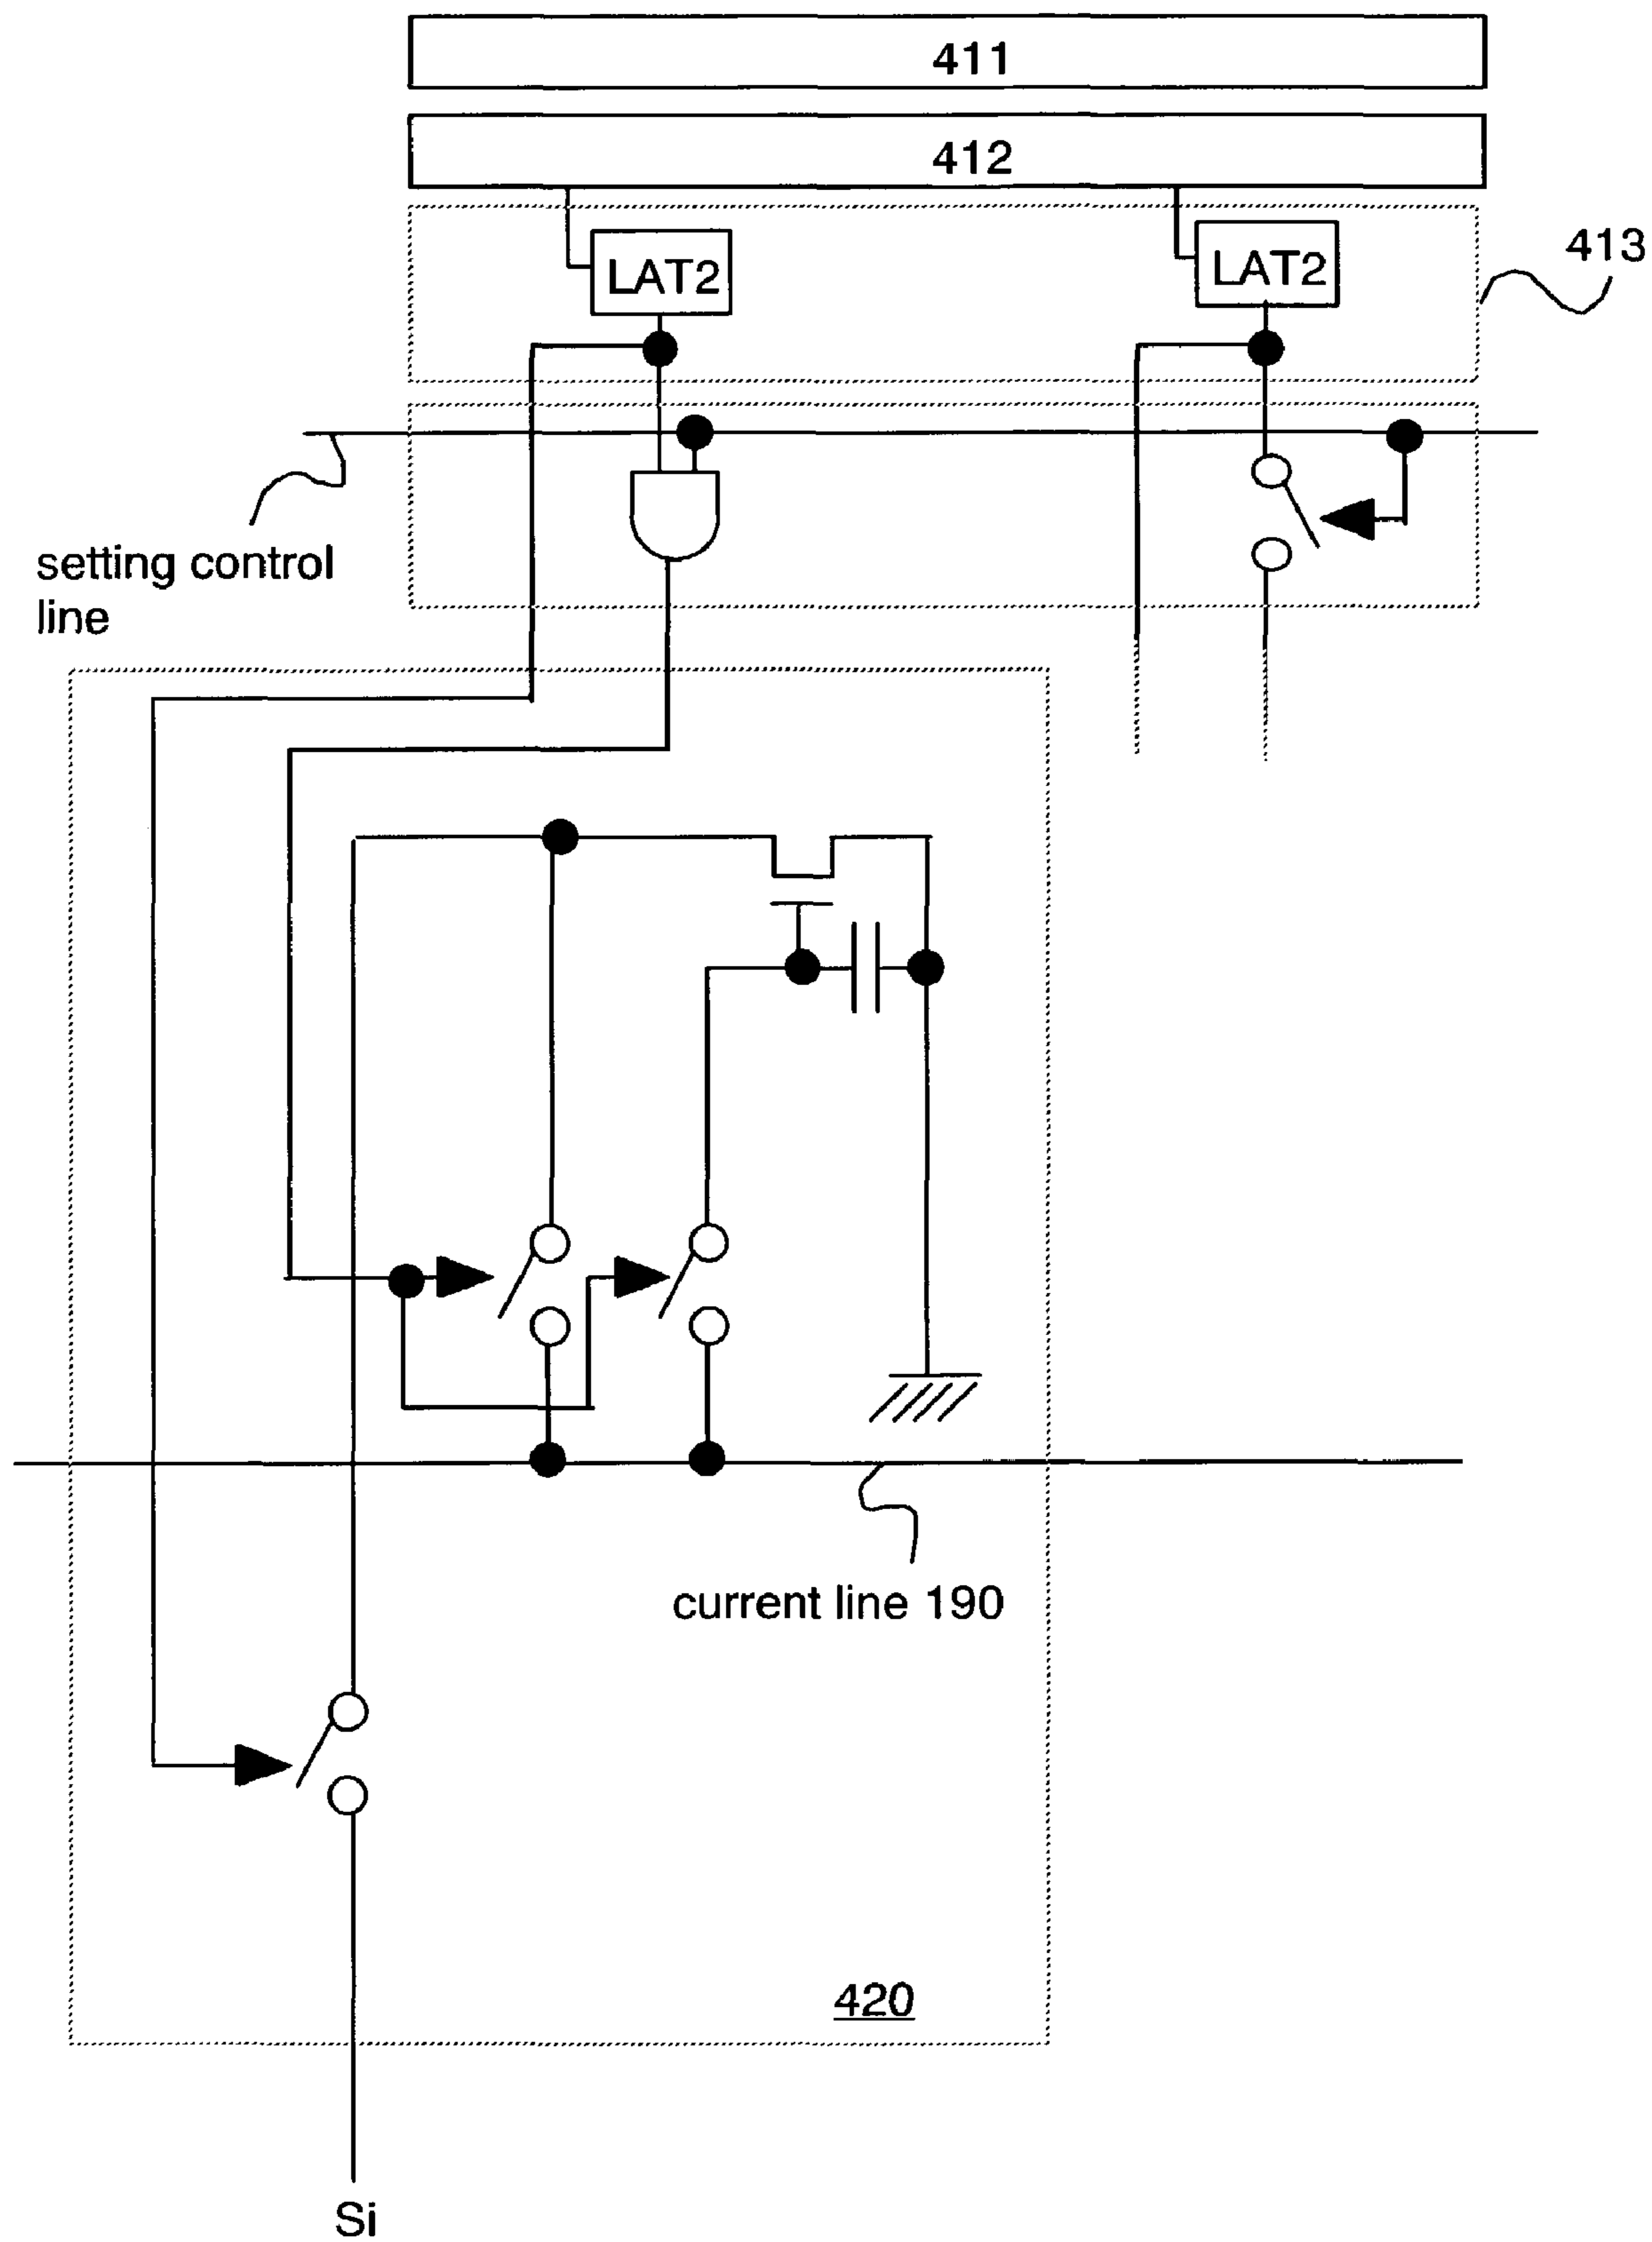 411
412
LAT2
LAT2
413
setting control
line
current line 190
420
Si